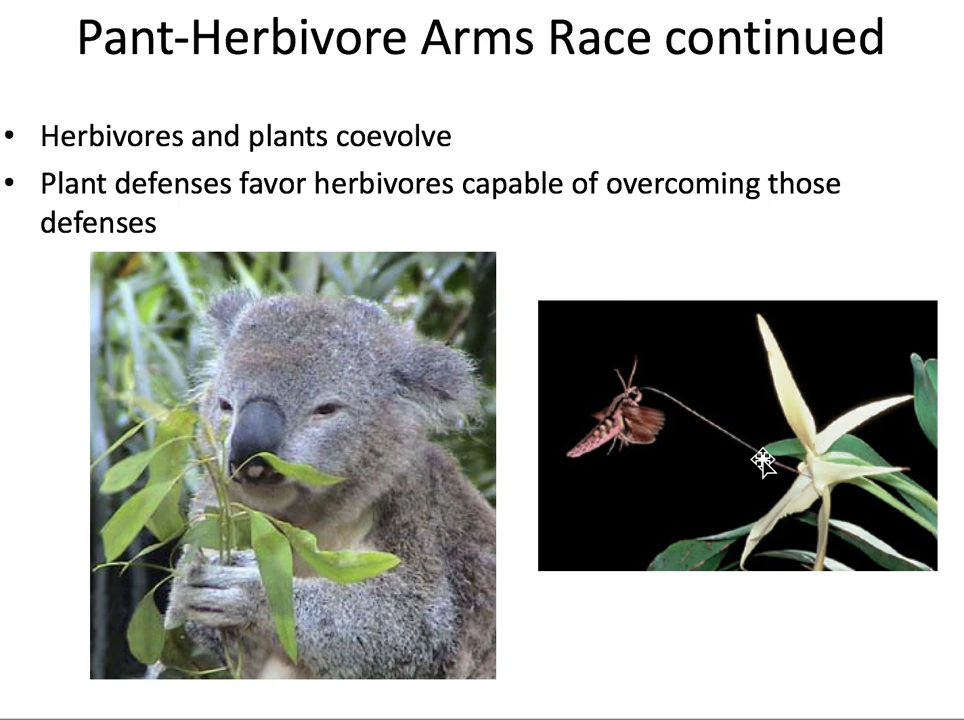 Pant-Herbivore Arms Race continued
• Herbivores and plants coevolve
• Plant defenses favor herbivores capable of overcoming those
defenses